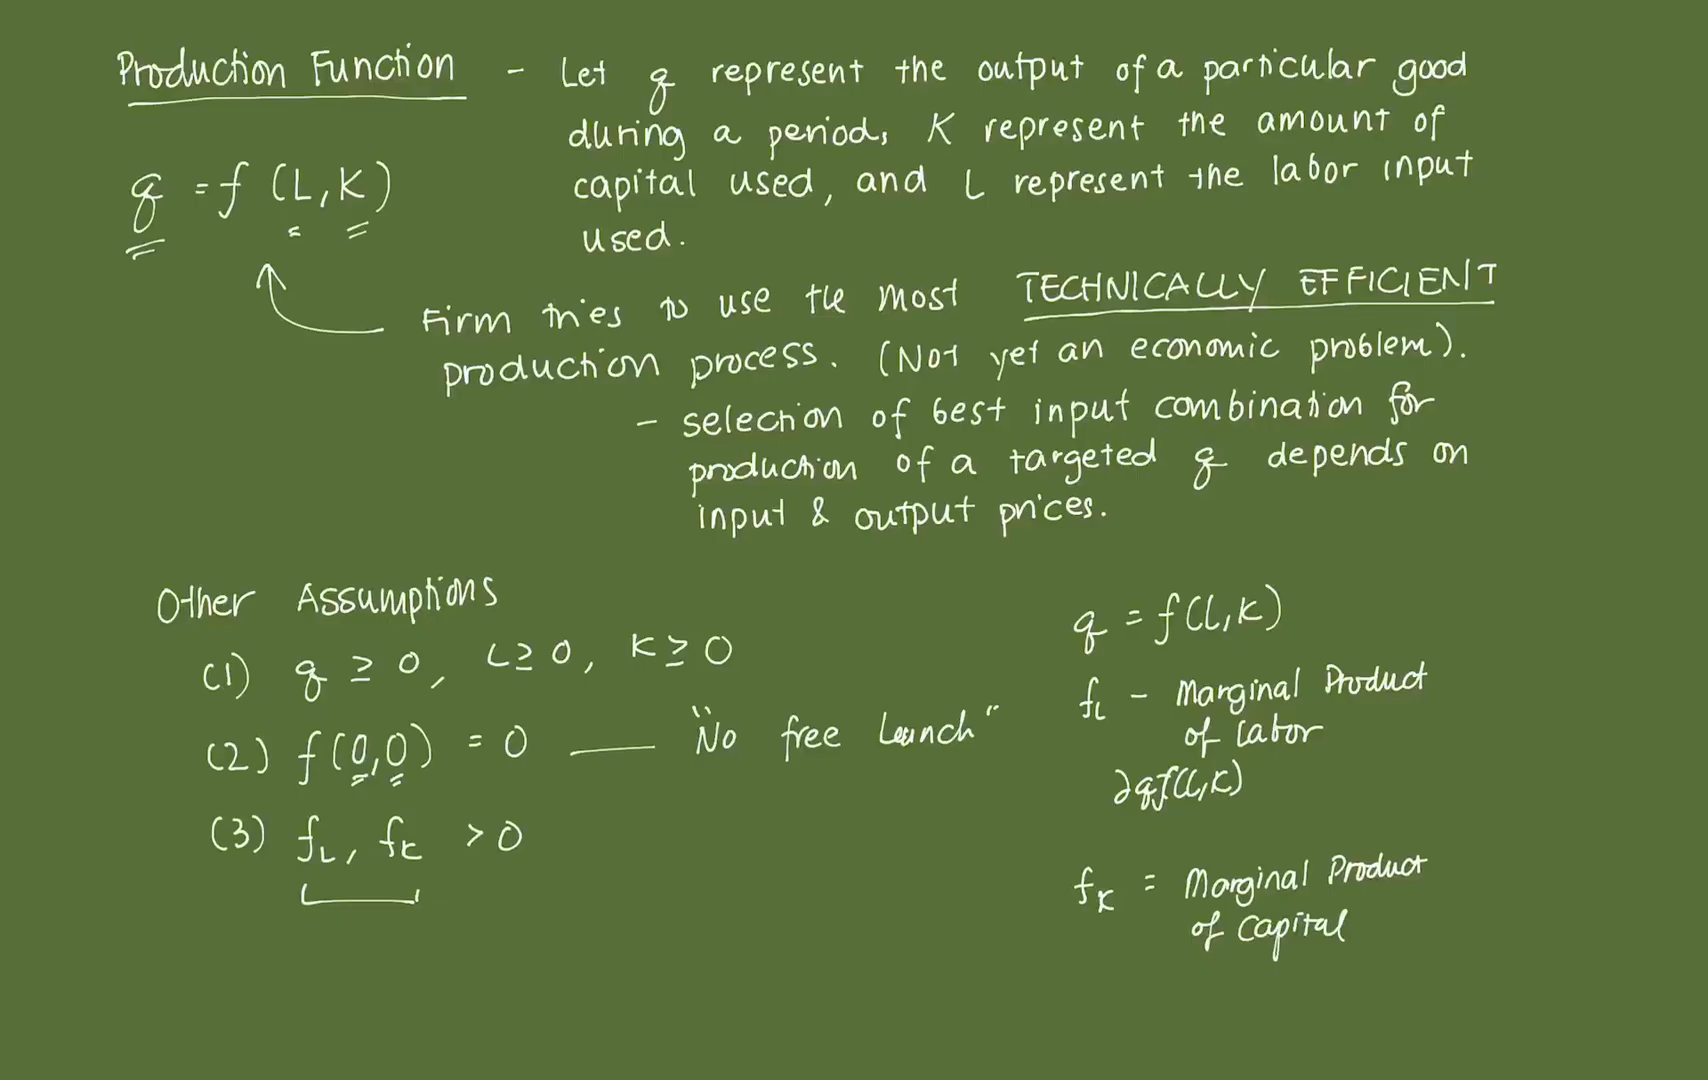 Production Function - Let q represent the output of a particular good
during a period, K represent the amount of
q = f (L, K)
capital used, and L represent the labor input
used.
Firm tries to use the most TECHNICALLY EFFICIENT
production process. (Not yet an economic problem).
- selection of best input combination for
production of a targeted q depends on
input & output prices.
Other Assumptions
(1) q ≥ 0, L ≥ 0, K ≥ 0
(2) f(0,0) = 0 — "No free Lunch"
(3) fL, fK > 0
q = f(L,K)
fL - Marginal Product
of Labor
∂qf(L,K)
fK = Marginal Product
of Capital